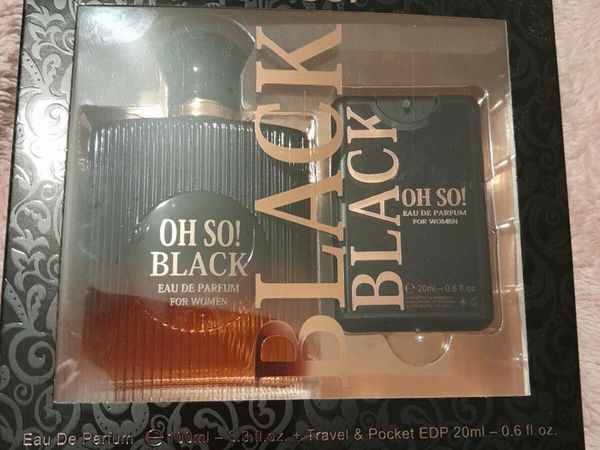 BLACK
OH SO!
BLACK
EAU DE PARFUM
FOR WOMEN
BLACK
OH SO!
EAU DE PARFUM
FOR WOMEN
℮ 20ml – 0.6 fl.oz.
Eau De Parfum ℮ 100ml – 3.3 fl.oz. + Travel & Pocket EDP 20ml – 0.6 fl.oz.